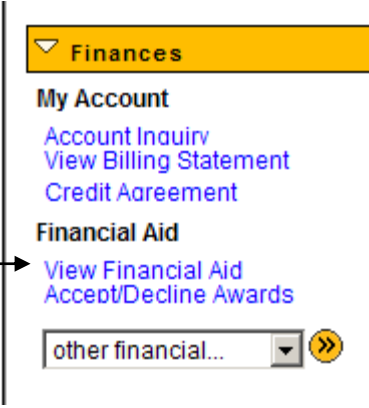 Finances
My Account
Account Inquiry
View Billing Statement
Credit Agreement
Financial Aid
View Financial Aid
Accept/Decline Awards
other financial...